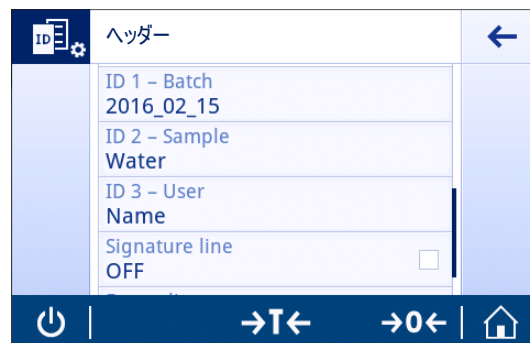 ID
ヘッダー
ID 1 – Batch
2016_02_15
ID 2 – Sample
Water
ID 3 – User
Name
Signature line
OFF
→T←
→0←